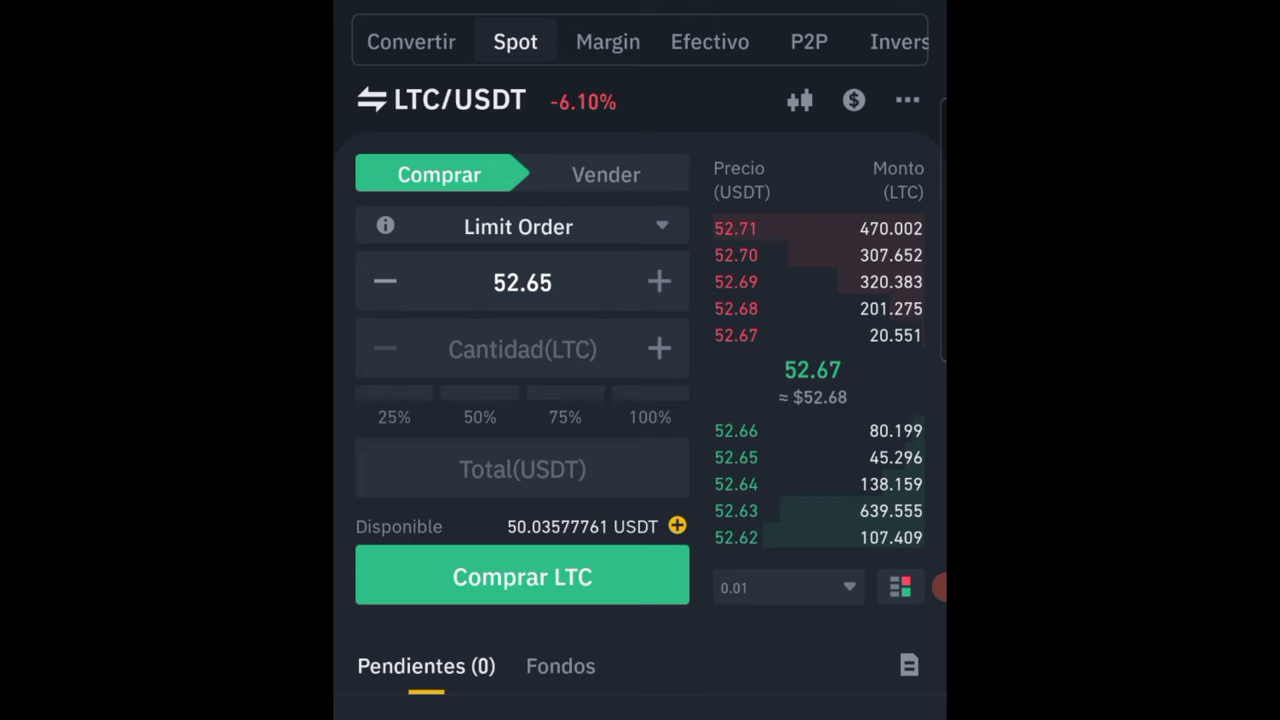 Convertir Spot Margin Efectivo P2P Invers
LTC/USDT -6.10%
Comprar Vender
Limit Order
52.65
Cantidad(LTC)
25% 50% 75% 100%
Total(USDT)
Disponible 50.03577761 USDT
Comprar LTC
Precio Monto
(USDT) (LTC)
52.71 470.002
52.70 307.652
52.69 320.383
52.68 201.275
52.67 20.551
52.67
≈ $52.68
52.66 80.199
52.65 45.296
52.64 138.159
52.63 639.555
52.62 107.409
0.01
Pendientes (0) Fondos